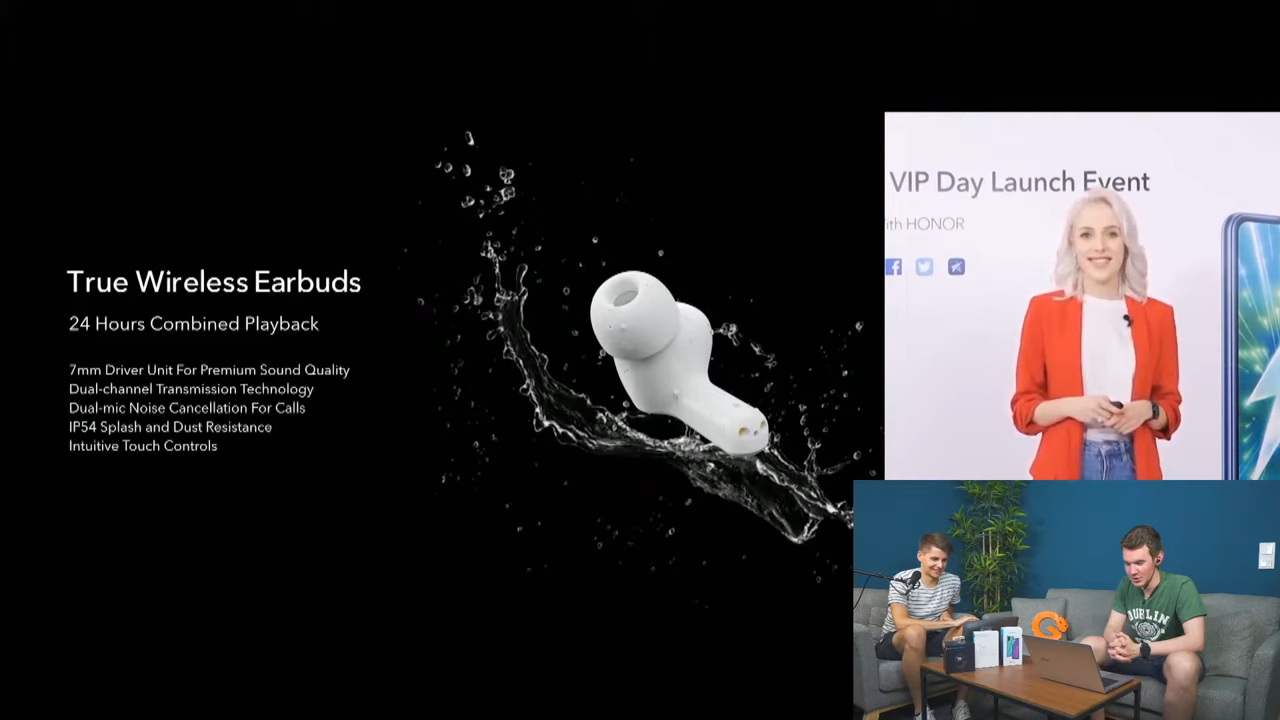 True Wireless Earbuds
24 Hours Combined Playback
7mm Driver Unit For Premium Sound Quality
Dual-channel Transmission Technology
Dual-mic Noise Cancellation For Calls
IP54 Splash and Dust Resistance
Intuitive Touch Controls
VIP Day Launch Event
ith HONOR
DUBLIN